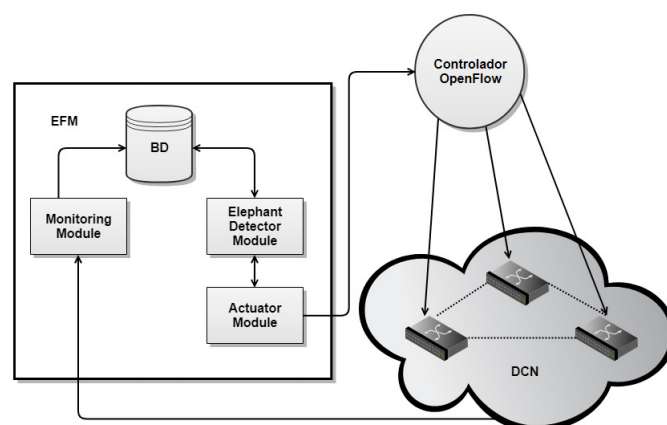 Controlador
OpenFlow
EFM
BD
Monitoring
Module
Elephant
Detector
Module
Actuator
Module
DCN